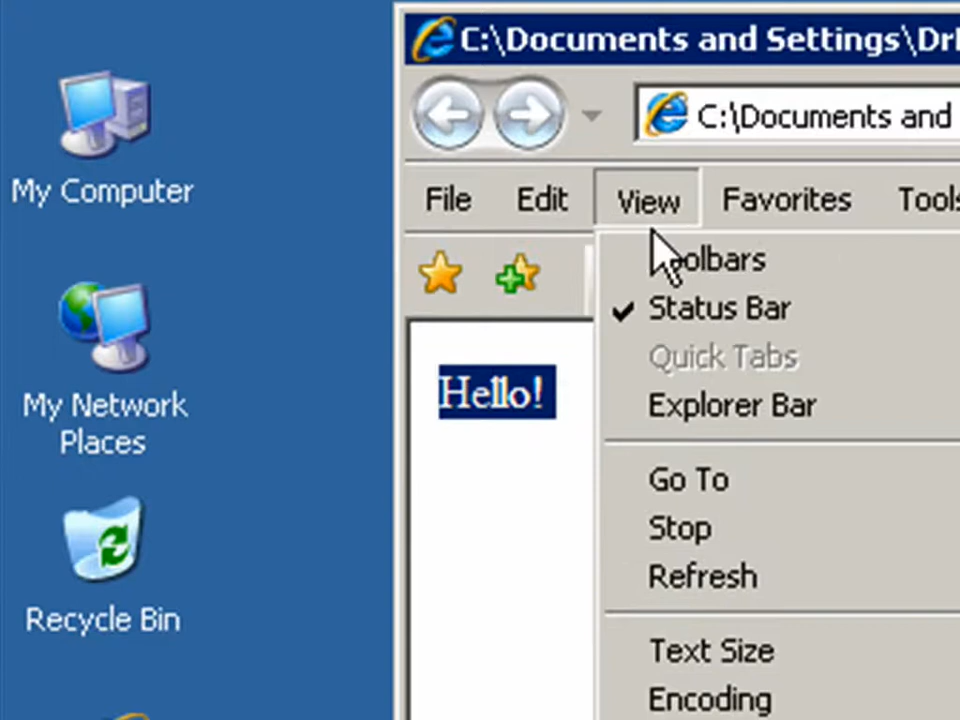 My Computer
My Network
Places
Recycle Bin
C:\Documents and Settings\Dr
C:\Documents and
File Edit View Favorites Tools
Hello!
oolbars
Status Bar
Quick Tabs
Explorer Bar
Go To
Stop
Refresh
Text Size
Encoding